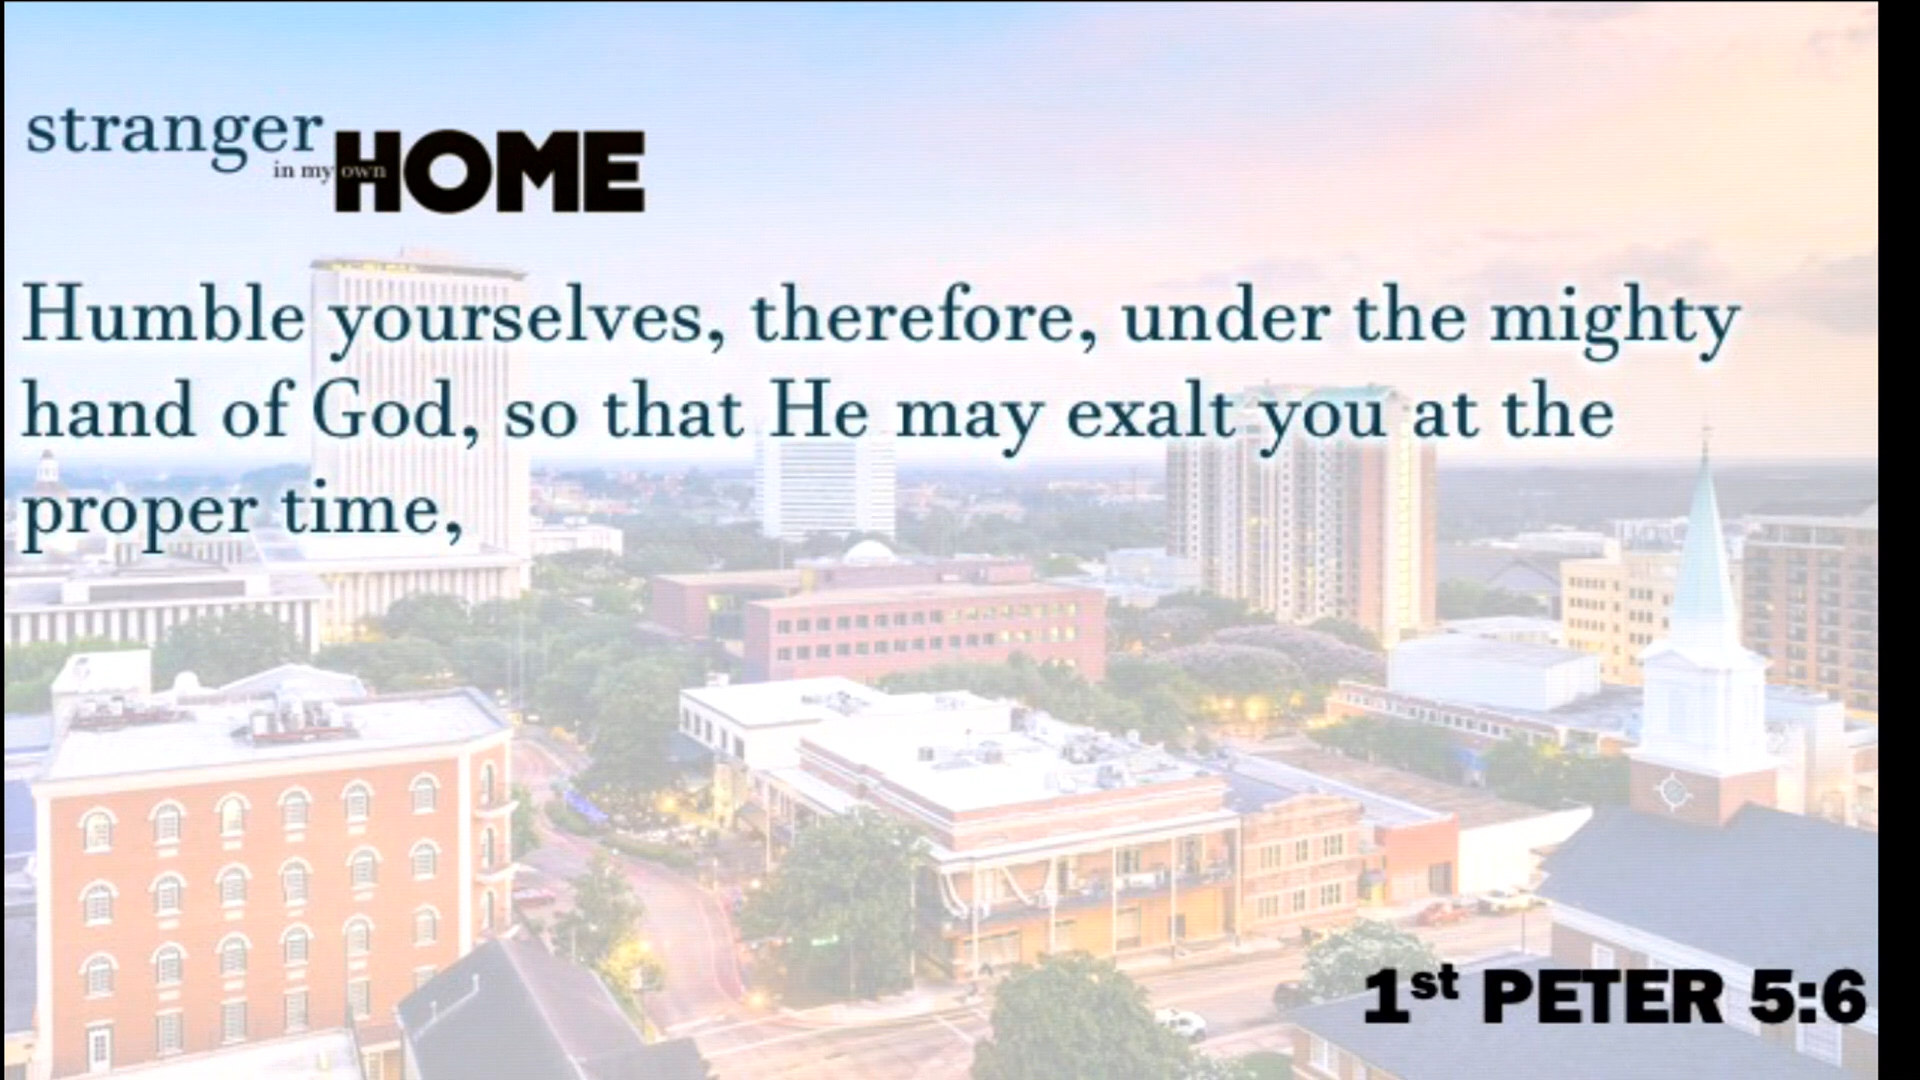 stranger
in my own HOME
Humble yourselves, therefore, under the mighty
hand of God, so that He may exalt you at the
proper time,
1st PETER 5:6